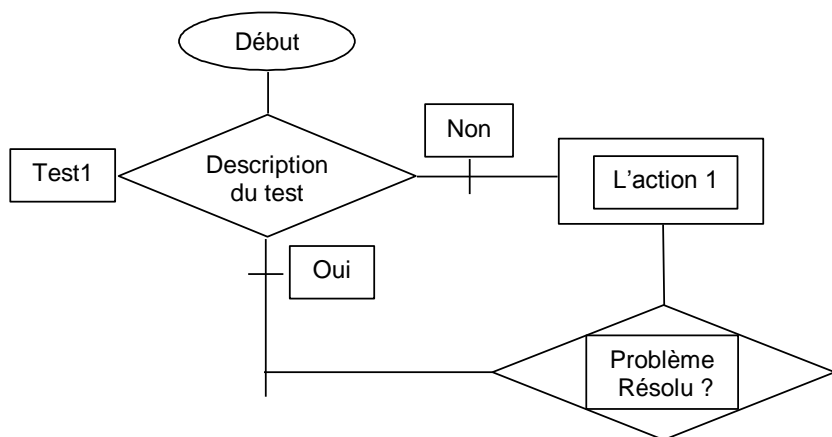 Début
Test1
Description
du test
Non
L'action 1
Oui
Problème
Résolu ?